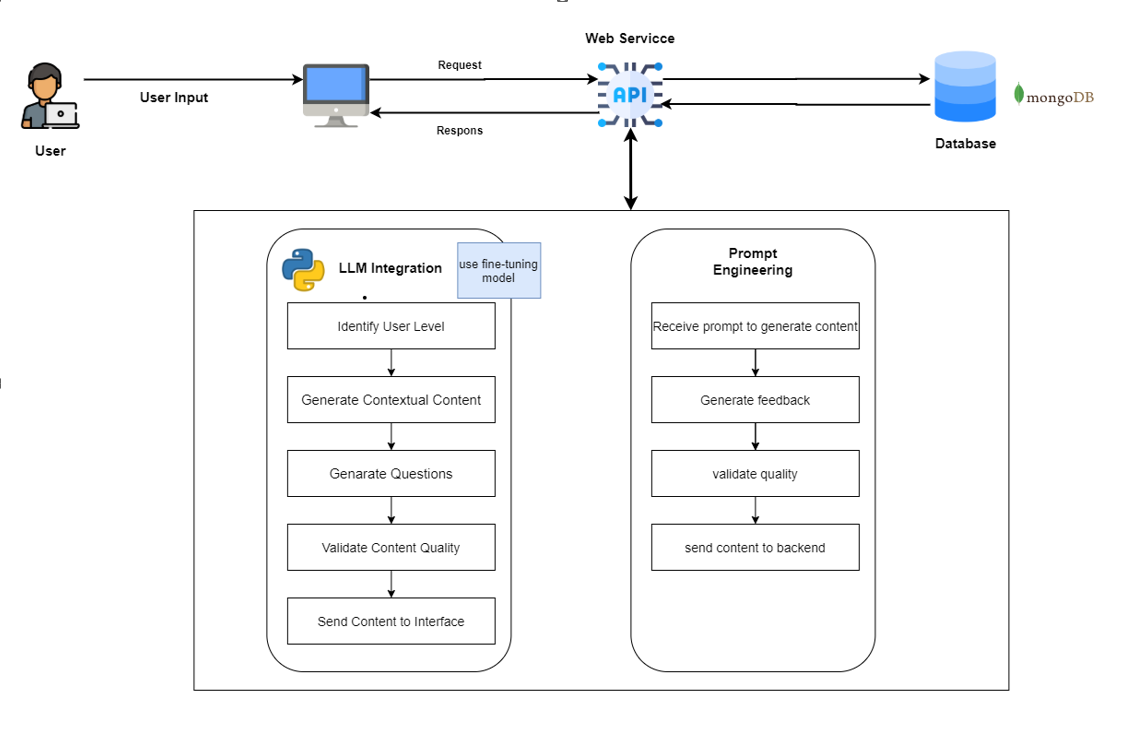 Web Servicce
Request
API
User Input
mongoDB
Respons
User
Database
LLM Integration
use fine-tuning
model
Identify User Level
Generate Contextual Content
Genarate Questions
Validate Content Quality
Send Content to Interface
Prompt
Engineering
Receive prompt to generate content
Generate feedback
validate quality
send content to backend